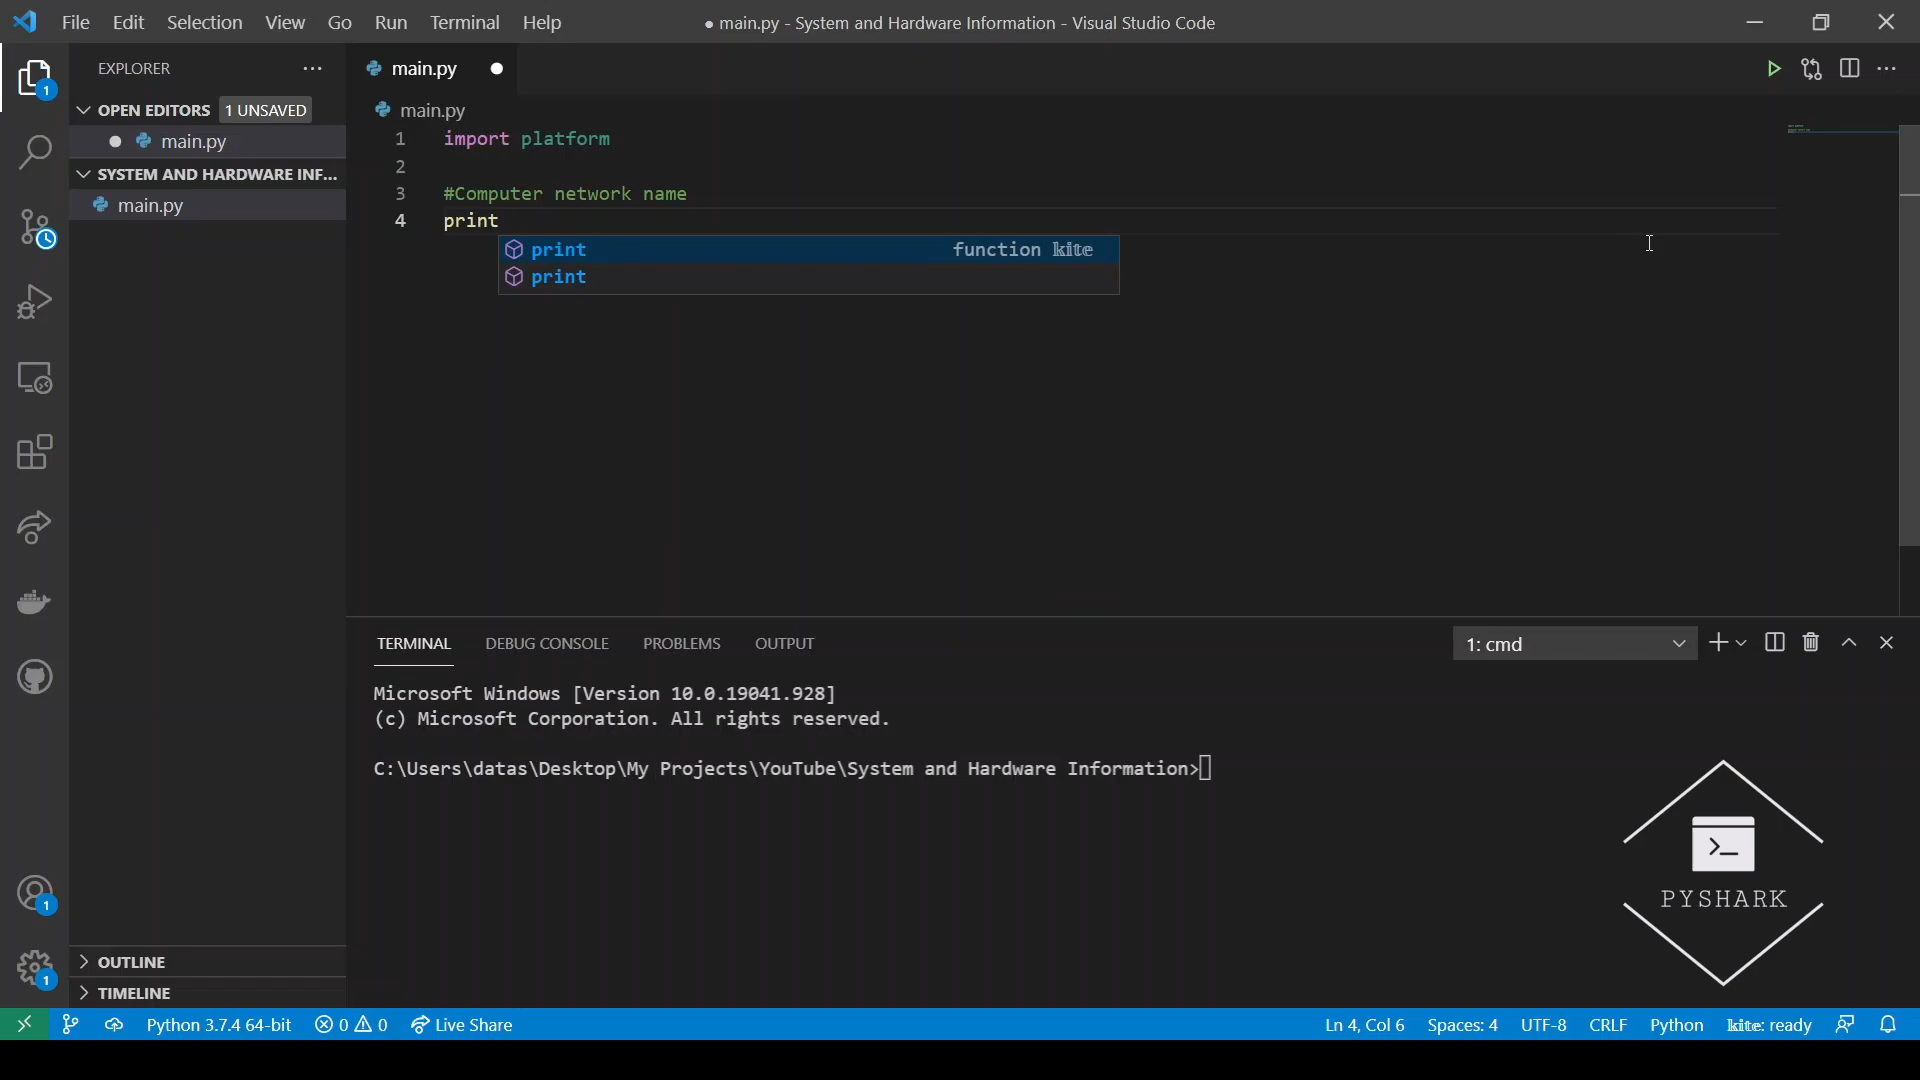 File Edit Selection View Go Run Terminal Help ● main.py - System and Hardware Information - Visual Studio Code
EXPLORER
main.py
OPEN EDITORS 1 UNSAVED
main.py
main.py
SYSTEM AND HARDWARE INF...
main.py
1 import platform
2
3 #Computer network name
4 print
print function kite
print
TERMINAL DEBUG CONSOLE PROBLEMS OUTPUT 1: cmd
Microsoft Windows [Version 10.0.19041.928]
(c) Microsoft Corporation. All rights reserved.
C:\Users\datas\Desktop\My Projects\YouTube\System and Hardware Information>
PYSHARK
1
1
1
OUTLINE
TIMELINE
Python 3.7.4 64-bit 0 0 Live Share Ln 4, Col 6 Spaces: 4 UTF-8 CRLF Python kite: ready